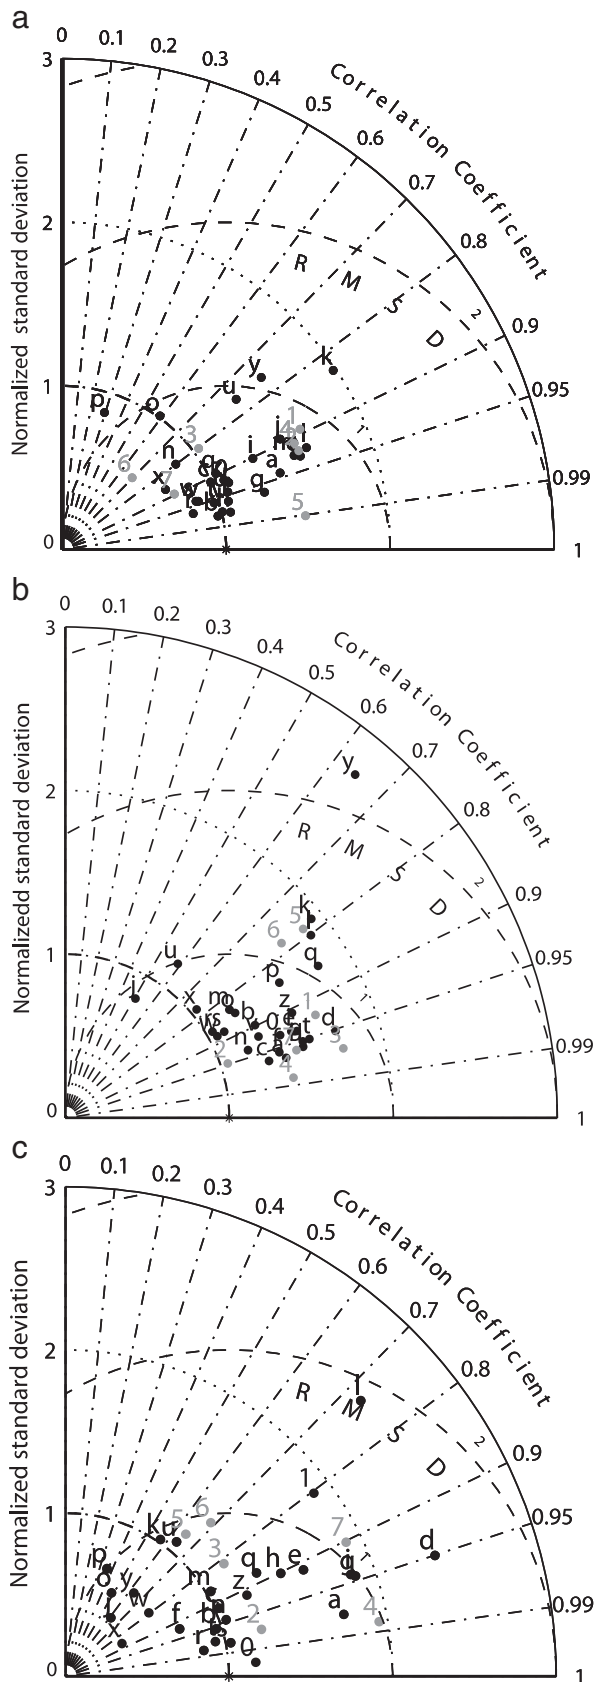 a
0 0.1 0.2 0.3 0.4 0.5 0.6 0.7 0.8 0.9 0.95 0.99 1
Correlation Coefficient
Normalized standard deviation
3
2
1
0
R M S D
2
k
y
u
p o
1
3
j
4
i
h
6 x 7
a
g
5
b
0 0.1 0.2 0.3 0.4 0.5 0.6 0.7 0.8 0.9 0.95 0.99 1
Correlation Coefficient
Normalizedd standard deviation
3
2
1
0
R M S D
2
y
k
5
6
q
u
p
j
x m
z 1
b 0 d
3
n c
2
4
c
0 0.1 0.2 0.3 0.4 0.5 0.6 0.7 0.8 0.9 0.95 0.99 1
Correlation Coefficient
Normalized standard deviation
3
2
1
0
R M S D
2
l
1
k u 5 6
7
d
3
p
q h e
o y
m z
w
a
4
f
2
x
r
0